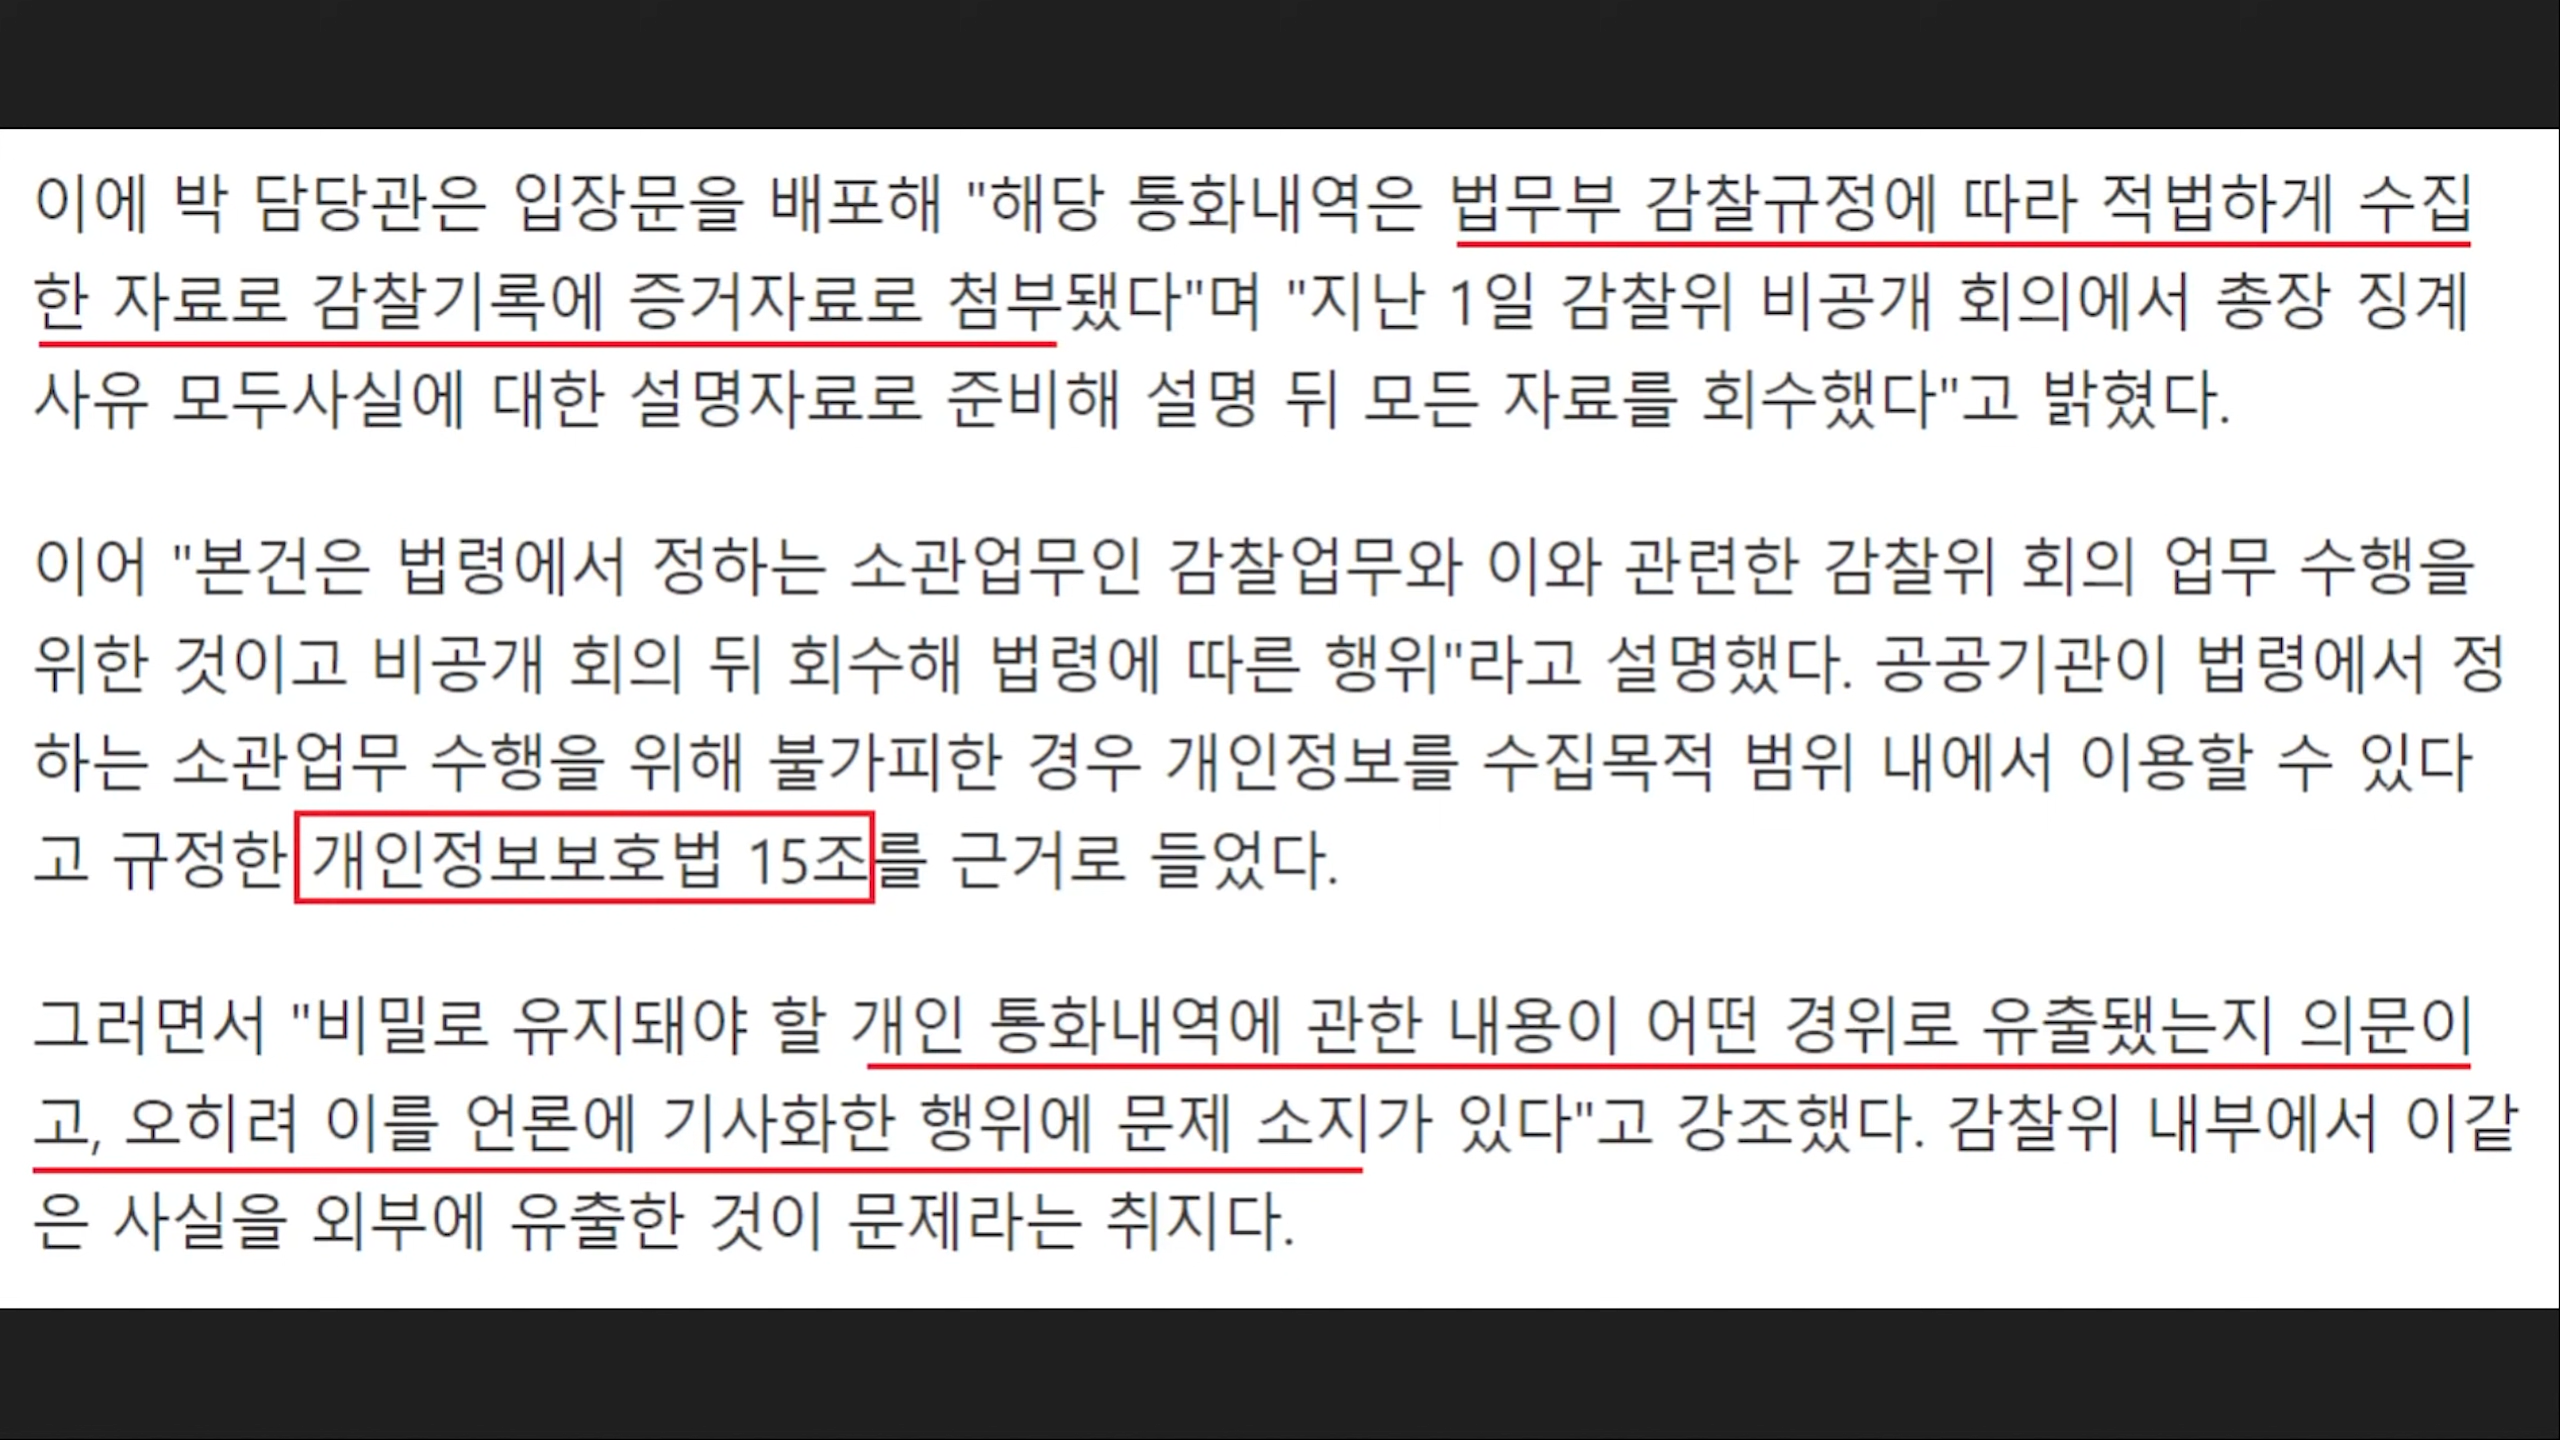 이에 박 담당관은 입장문을 배포해 "해당 통화내역은 법무부 감찰규정에 따라 적법하게 수집
한 자료로 감찰기록에 증거자료로 첨부됐다"며 "지난 1일 감찰위 비공개 회의에서 총장 징계
사유 모두사실에 대한 설명자료로 준비해 설명 뒤 모든 자료를 회수했다"고 밝혔다.
이어 "본건은 법령에서 정하는 소관업무인 감찰업무와 이와 관련한 감찰위 회의 업무 수행을
위한 것이고 비공개 회의 뒤 회수해 법령에 따른 행위"라고 설명했다. 공공기관이 법령에서 정
하는 소관업무 수행을 위해 불가피한 경우 개인정보를 수집목적 범위 내에서 이용할 수 있다
고 규정한 개인정보보호법 15조를 근거로 들었다.
그러면서 "비밀로 유지돼야 할 개인 통화내역에 관한 내용이 어떤 경위로 유출됐는지 의문이
고, 오히려 이를 언론에 기사화한 행위에 문제 소지가 있다"고 강조했다. 감찰위 내부에서 이같
은 사실을 외부에 유출한 것이 문제라는 취지다.